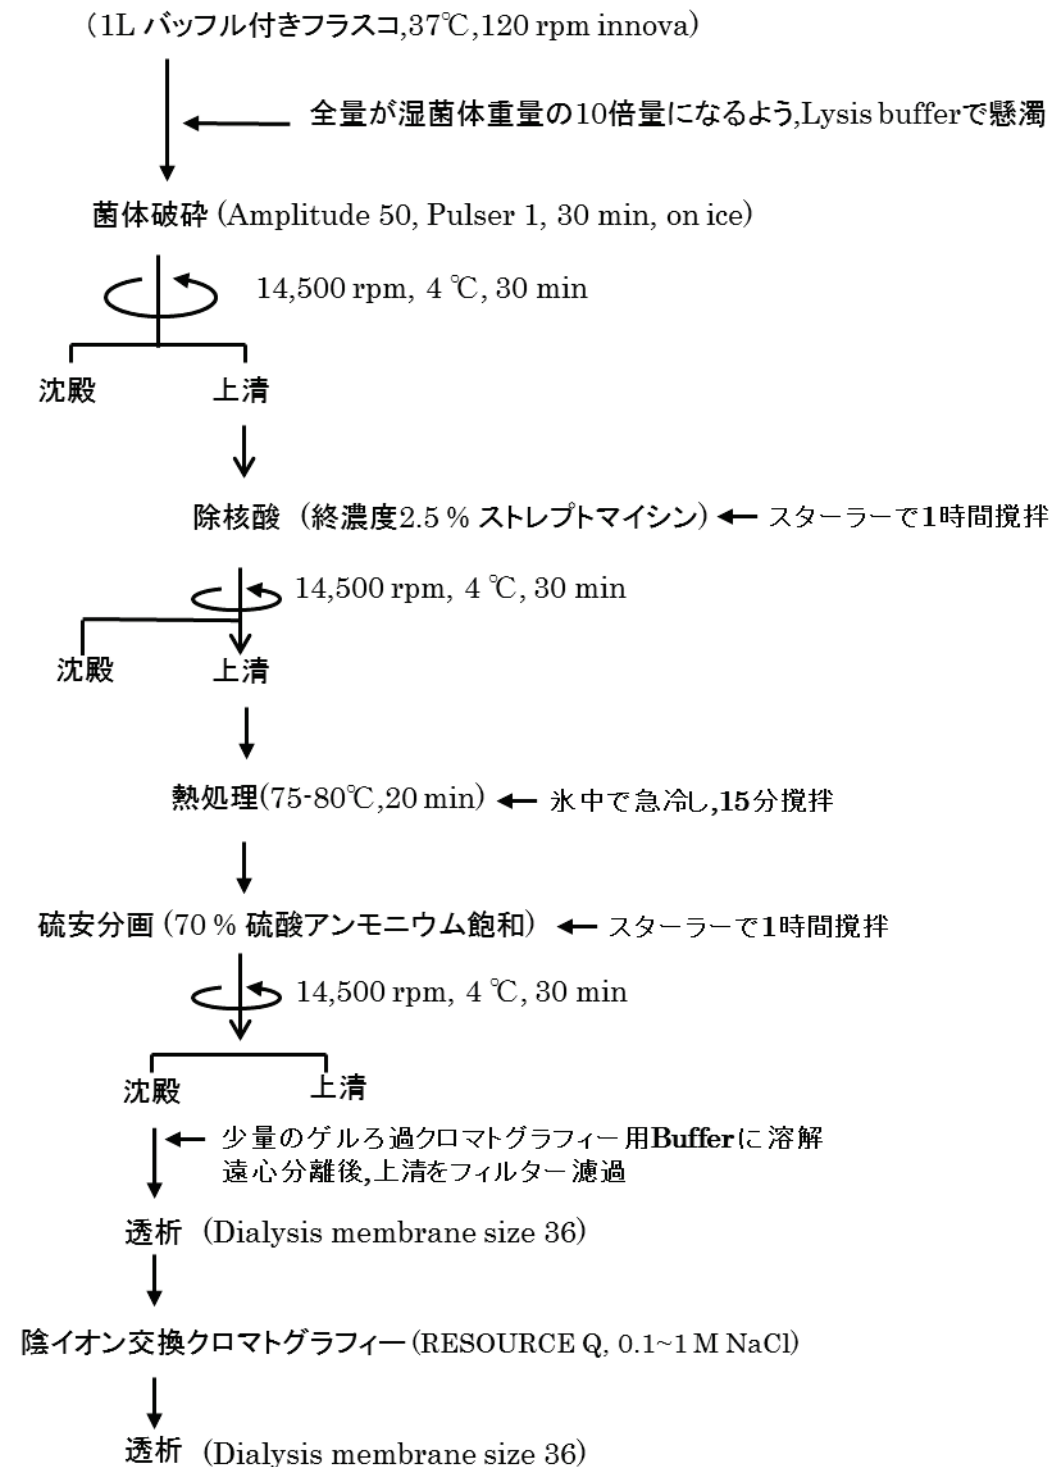 (1L バッフル付きフラスコ,37℃,120 rpm innova)
全量が湿菌体重量の10倍量になるよう,Lysis bufferで懸濁
菌体破砕 (Amplitude 50, Pulser 1, 30 min, on ice)
14,500 rpm, 4 ℃, 30 min
沈殿 上清
除核酸 (終濃度2.5 % ストレプトマイシン) スターラーで1時間撹拌
14,500 rpm, 4 ℃, 30 min
沈殿 上清
熱処理(75-80℃,20 min) 氷中で急冷し,15分撹拌
硫安分画 (70 % 硫酸アンモニウム飽和) スターラーで1時間撹拌
14,500 rpm, 4 ℃, 30 min
沈殿 上清
少量のゲルろ過クロマトグラフィー用Bufferに溶解
遠心分離後,上清をフィルター濾過
透析 (Dialysis membrane size 36)
陰イオン交換クロマトグラフィー(RESOURCE Q, 0.1~1 M NaCl)
透析 (Dialysis membrane size 36)